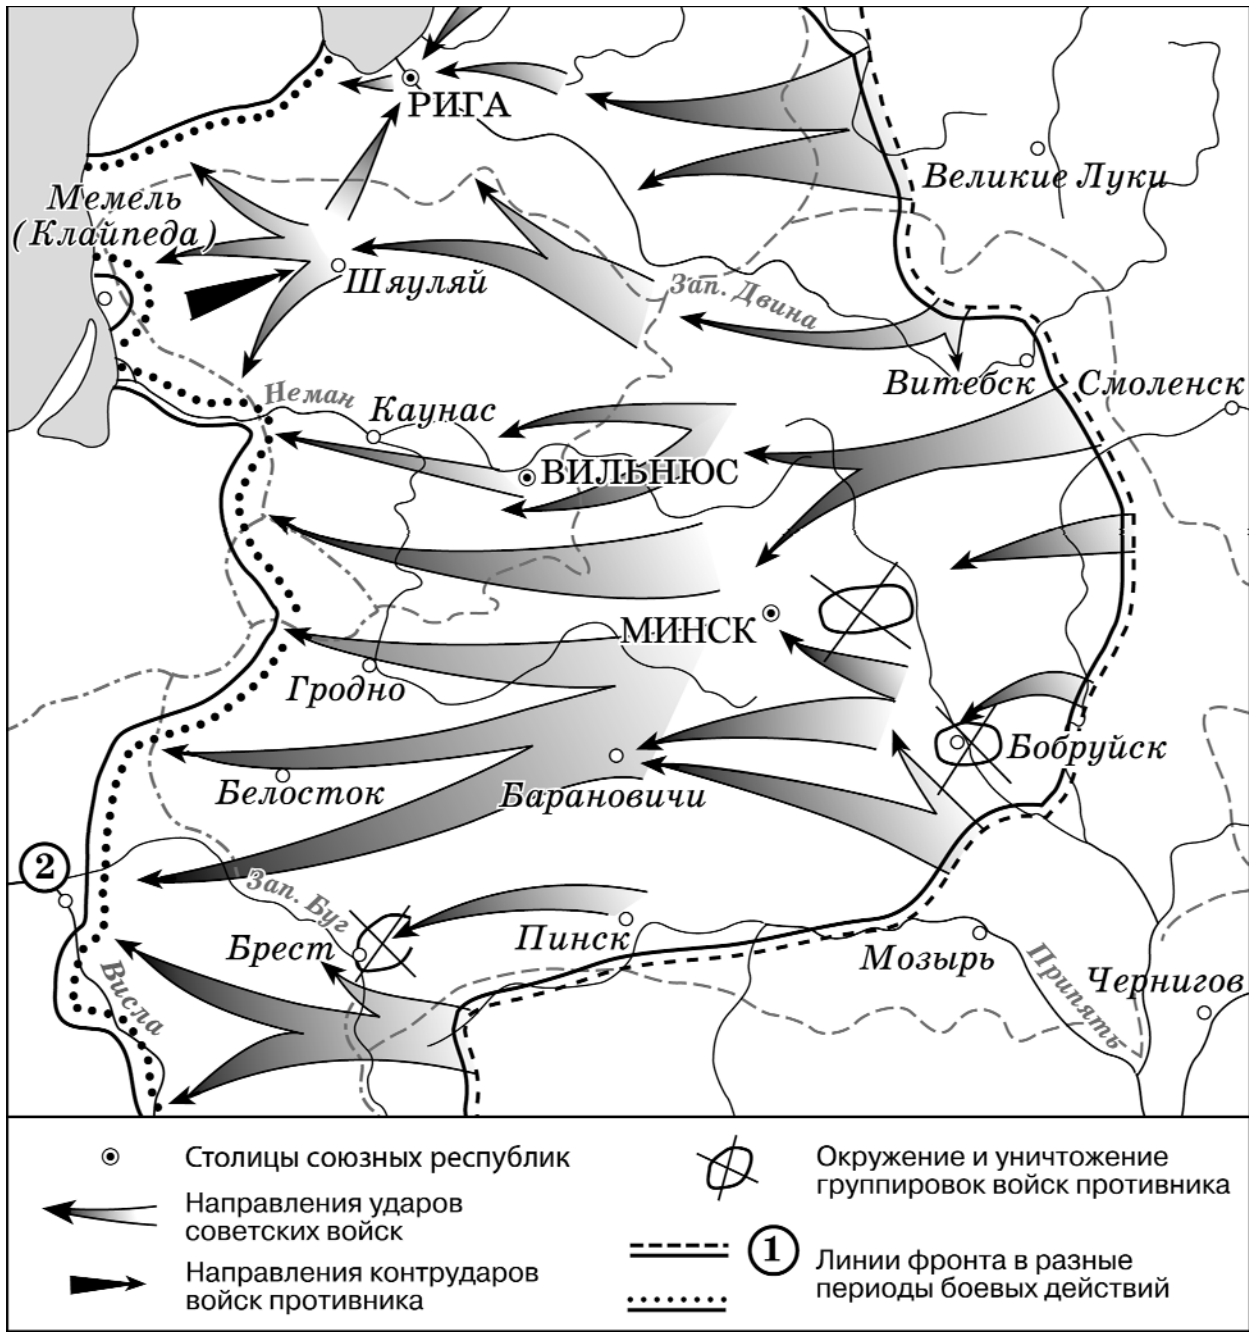 РИГА
Великие Луки
Мемель
(Клайпеда)
Шяуляй
Зап. Двина
Витебск
Смоленск
Неман
Каунас
ВИЛЬНЮС
МИНСК
Гродно
Бобруйск
Белосток
Барановичи
2
Зап. Буг
Брест
Пинск
Мозырь
Висла
Припять
Чернигов
Столицы союзных республик
Направления ударов
советских войск
Направления контрударов
войск противника
Окружение и уничтожение
группировок войск противника
1
Линии фронта в разные
периоды боевых действий